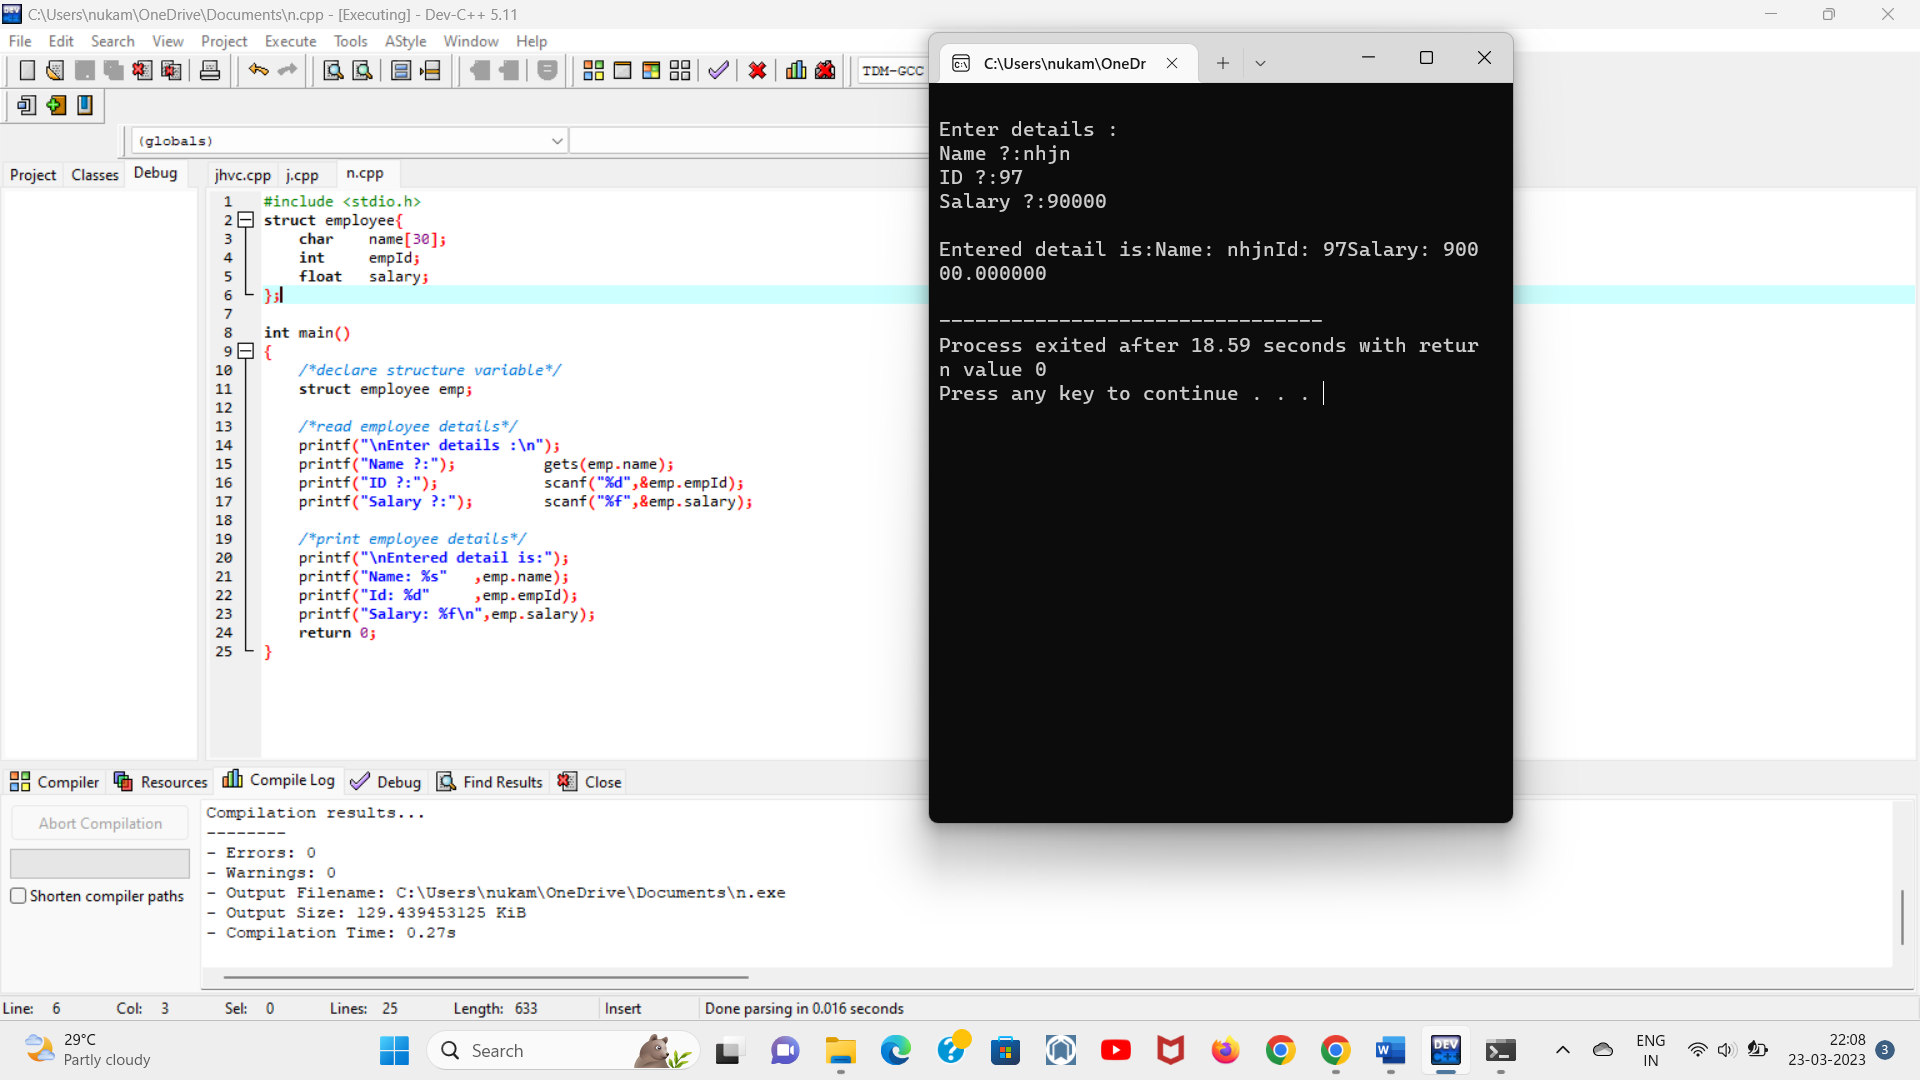 C:\Users\nukam\OneDrive\Documents\n.cpp - [Executing] - Dev-C++ 5.11
File Edit Search View Project Execute Tools AStyle Window Help
TDM-GCC
(globals)
Project Classes Debug
jhvc.cpp j.cpp n.cpp
1 #include <stdio.h>
2 struct employee{
3 char name[30];
4 int empId;
5 float salary;
6 };
7
8 int main()
9 {
10 /*declare structure variable*/
11 struct employee emp;
12
13 /*read employee details*/
14 printf("\nEnter details :\n");
15 printf("Name ?:"); gets(emp.name);
16 printf("ID ?:"); scanf("%d",&emp.empId);
17 printf("Salary ?:"); scanf("%f",&emp.salary);
18
19 /*print employee details*/
20 printf("\nEntered detail is:");
21 printf("Name: %s" ,emp.name);
22 printf("Id: %d" ,emp.empId);
23 printf("Salary: %f\n",emp.salary);
24 return 0;
25 }
C:\Users\nukam\OneDr
Enter details :
Name ?:nhjn
ID ?:97
Salary ?:90000
Entered detail is:Name: nhjnId: 97Salary: 900
00.000000
--------------------------------
Process exited after 18.59 seconds with retur
n value 0
Press any key to continue . . .
Compiler Resources Compile Log Debug Find Results Close
Abort Compilation
Shorten compiler paths
Compilation results...
--------
- Errors: 0
- Warnings: 0
- Output Filename: C:\Users\nukam\OneDrive\Documents\n.exe
- Output Size: 129.439453125 KiB
- Compilation Time: 0.27s
Line: 6 Col: 3 Sel: 0 Lines: 25 Length: 633 Insert Done parsing in 0.016 seconds
29°C
Partly cloudy
Search
DEV
ENG
IN
22:08
23-03-2023
3